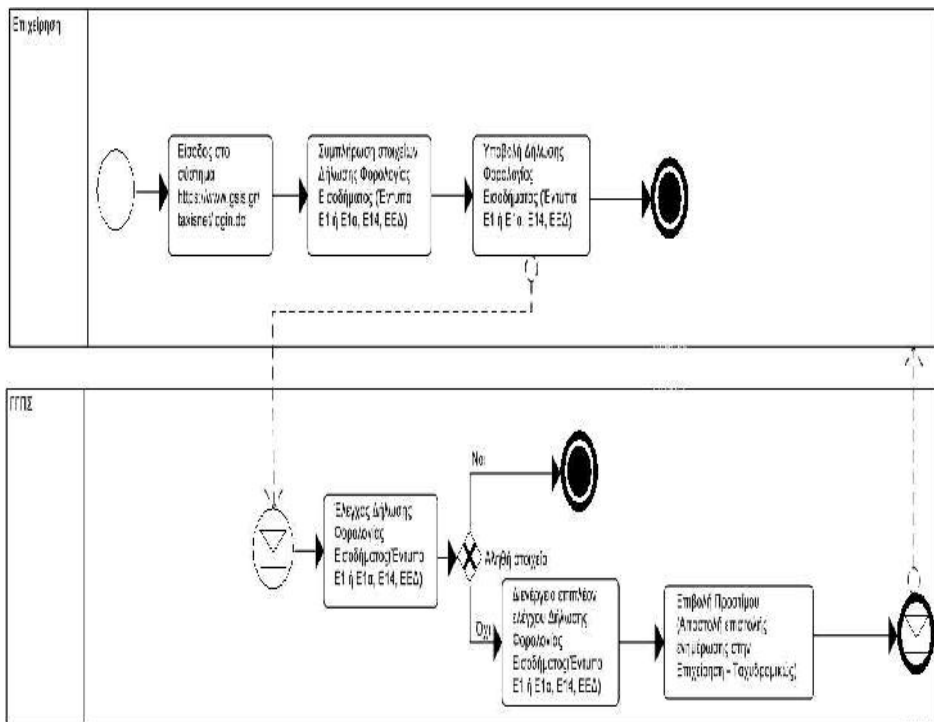 Επιχείρηση
Είσοδος στο
σύστημα
https://www.gsis.gr/
taxisnet/login.do
Συμπλήρωση στοιχείων
Δήλωσης Φορολογίας
Εισοδήματος (Έντυπα
Ε1 ή Ε1α, Ε14, ΕΕΔ)
Υποβολή Δήλωσης
Φορολογίας
Εισοδήματος (Έντυπα
Ε1 ή Ε1α, Ε14, ΕΕΔ)
ΓΓΠΣ
Έλεγχος Δήλωσης
Φορολογίας
Εισοδήματος(Έντυπα
Ε1 ή Ε1α, Ε14, ΕΕΔ)
Ναι
Αληθή στοιχεία
Όχι
Διενέργεια επιπλέον
ελέγχου Δήλωσης
Φορολογίας
Εισοδήματος(Έντυπα
Ε1 ή Ε1α, Ε14, ΕΕΔ)
Επιβολή Προστίμου
(Αποστολή επιστολής
ενημέρωσης στην
Επιχείρηση - Ταχυδρομικώς)